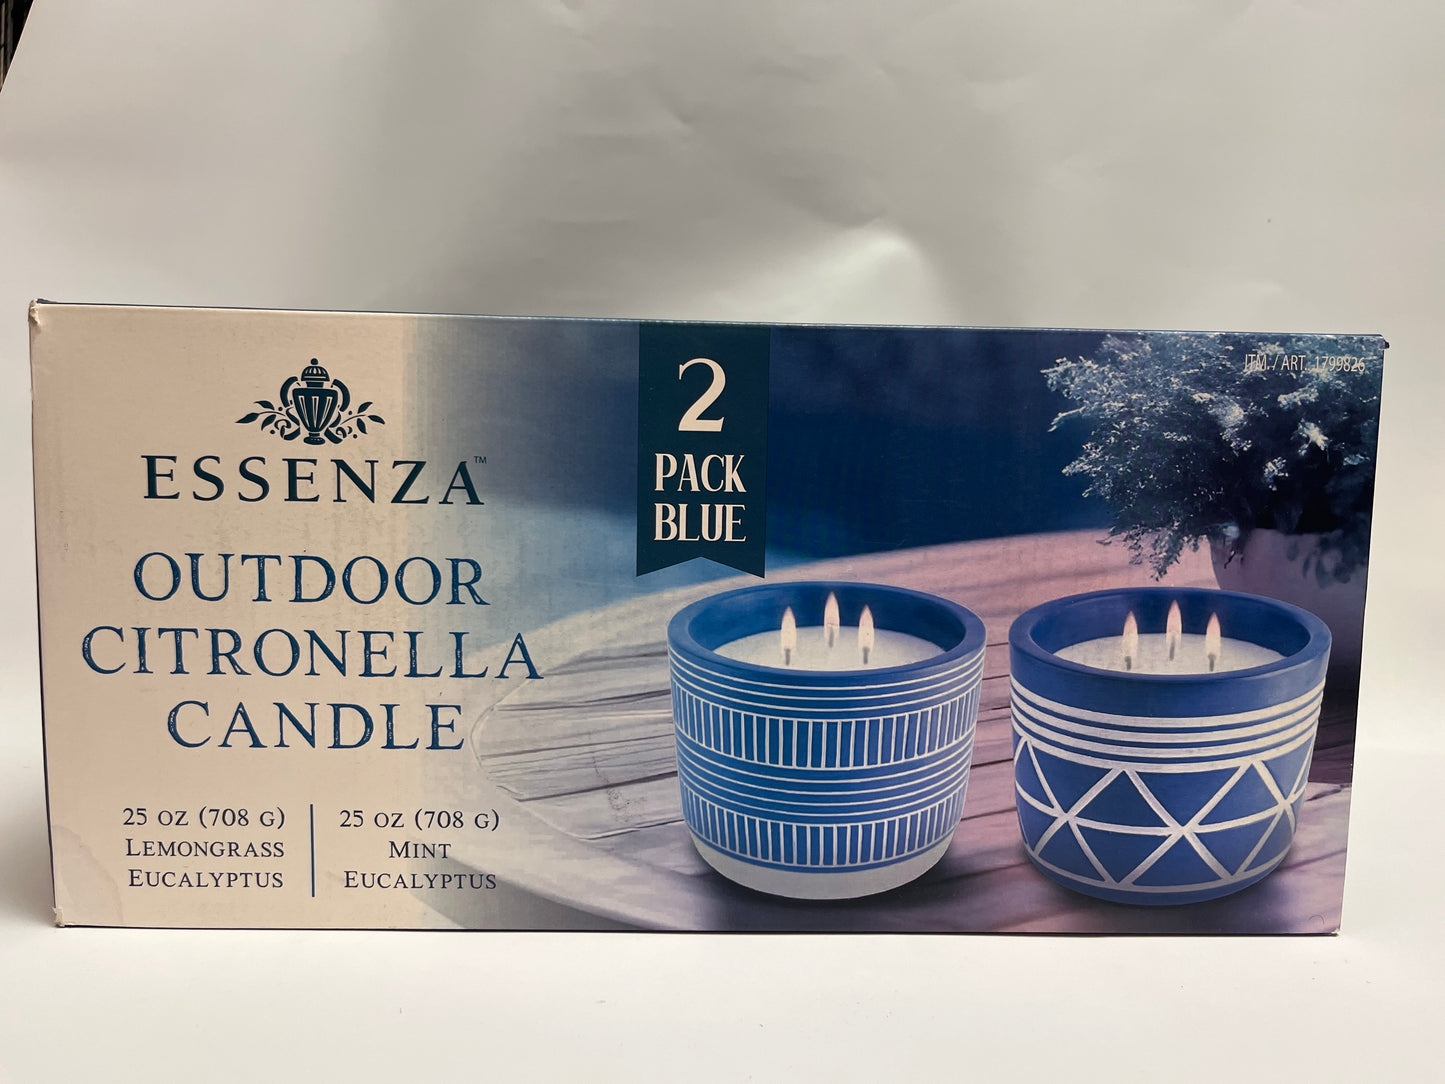 ITM. / ART. 1799826
2
PACK
BLUE
ESSENZA™
OUTDOOR
CITRONELLA
CANDLE
25 OZ (708 G)
LEMONGRASS
EUCALYPTUS
25 OZ (708 G)
MINT
EUCALYPTUS